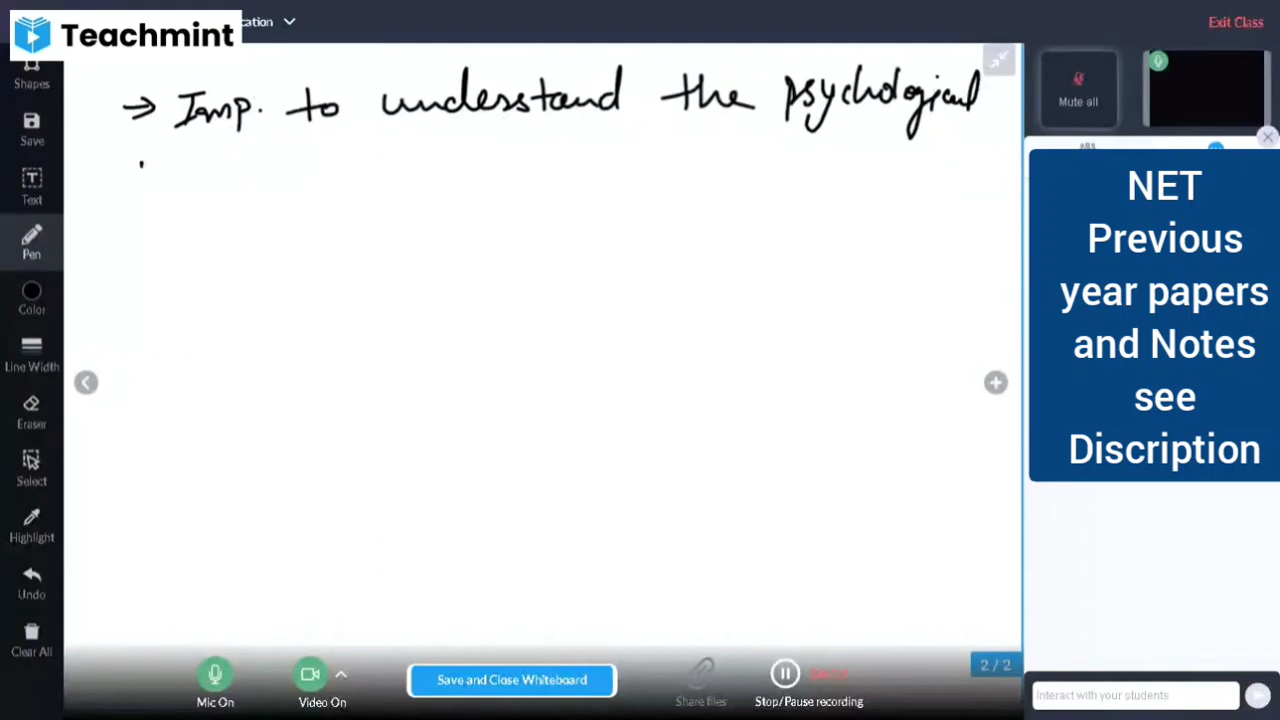 Teachmint
cation
Exit Class
Shapes
Save
Text
Pen
Color
Line Width
Eraser
Select
Highlight
Undo
Clear All
→ Imp. to understand the psychological
Mute all
NET
Previous
year papers
and Notes
see
Discription
2 / 2
Mic On
Video On
Save and Close Whiteboard
Share files
Stop/Pause recording
Interact with your students